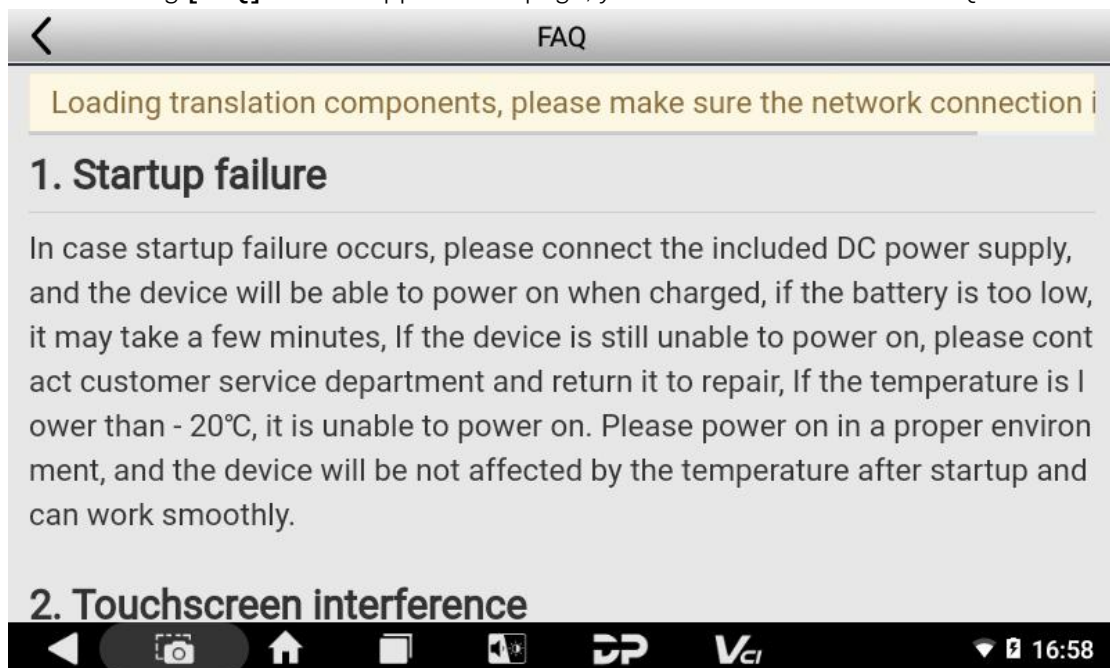 FAQ
Loading translation components, please make sure the network connection i
1. Startup failure
In case startup failure occurs, please connect the included DC power supply,
and the device will be able to power on when charged, if the battery is too low,
it may take a few minutes, If the device is still unable to power on, please cont
act customer service department and return it to repair, If the temperature is l
ower than - 20℃, it is unable to power on. Please power on in a proper environ
ment, and the device will be not affected by the temperature after startup and
can work smoothly.
2. Touchscreen interference
DP VCI 16:58